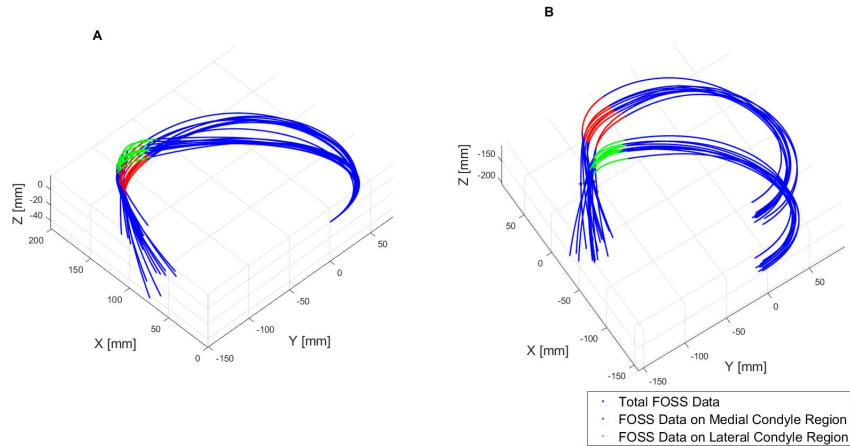 A
B
Z [mm]
0
-20
-40
200
150
100
50
0
X [mm]
-150
-100
-50
0
50
Y [mm]
Z [mm]
-150
-200
50
0
-50
-100
-150
X [mm]
-150
-100
-50
0
50
Y [mm]
Total FOSS Data
FOSS Data on Medial Condyle Region
FOSS Data on Lateral Condyle Region